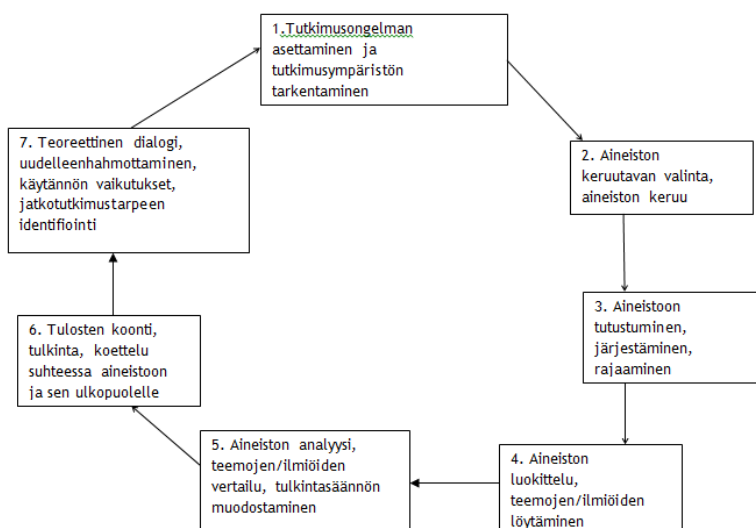 1.Tutkimusongelman
asettaminen ja
tutkimusympäristön
tarkentaminen
2. Aineiston
keruutavan valinta,
aineiston keruu
3. Aineistoon
tutustuminen,
järjestäminen,
rajaaminen
4. Aineiston
luokittelu,
teemojen/ilmiöiden
löytäminen
5. Aineiston analyysi,
teemojen/ilmiöiden
vertailu, tulkintasäännön
muodostaminen
6. Tulosten koonti,
tulkinta, koettelu
suhteessa aineistoon
ja sen ulkopuolelle
7. Teoreettinen dialogi,
uudelleenhahmottaminen,
käytännön vaikutukset,
jatkotutkimustarpeen
identifiointi